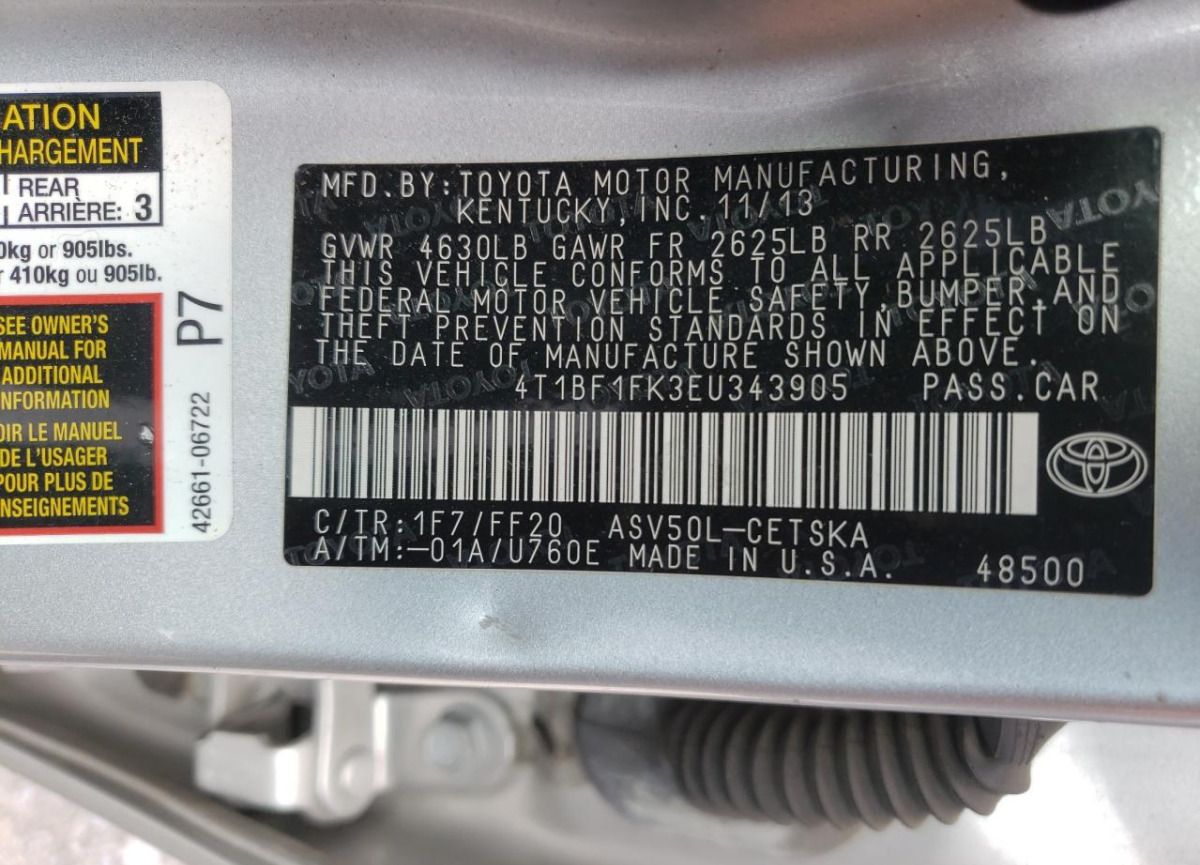 ATION
HARGEMENT
REAR
ARRIÈRE: 3
0kg or 905lbs.
r 410kg ou 905lb.
SEE OWNER'S
MANUAL FOR
ADDITIONAL
NFORMATION
OIR LE MANUEL
DE L'USAGER
POUR PLUS DE
NSEIGNEMENTS
P7
42661-06722
MFD.BY:TOYOTA MOTOR MANUFACTURING,
KENTUCKY,INC. 11/13
GVWR 4630LB GAWR FR 2625LB RR 2625LB
THIS VEHICLE CONFORMS TO ALL APPLICABLE
FEDERAL MOTOR VEHICLE SAFETY,BUMPER,AND
THEFT PREVENTION STANDARDS IN EFFECT ON
THE DATE OF MANUFACTURE SHOWN ABOVE.
4T1BF1FK3EU343905 PASS.CAR
C/TR:1F7/FF20 ASV50L-CETSKA
A/TM:-01A/U760E MADE IN U.S.A. 48500